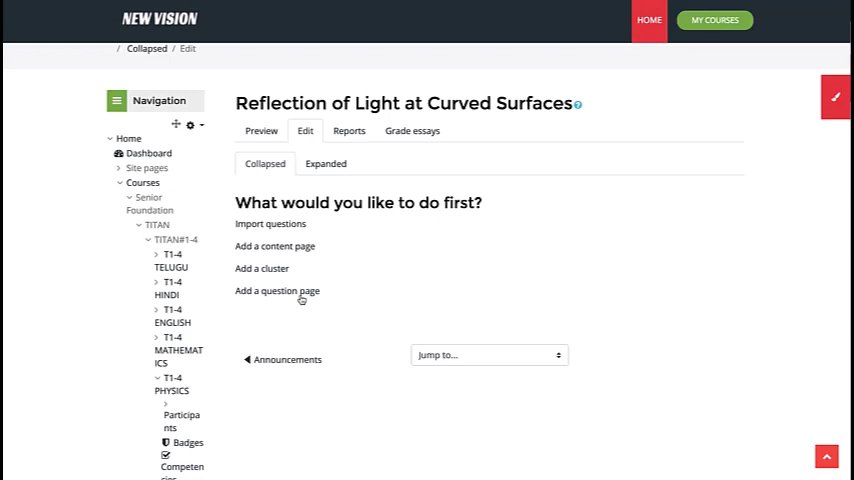 NEW VISION
HOME
MY COURSES
/ Collapsed / Edit
Navigation
Home
Dashboard
Site pages
Courses
Senior
Foundation
TITAN
TITAN#1-4
T1-4
TELUGU
T1-4
HINDI
T1-4
ENGLISH
T1-4
MATHEMAT
ICS
T1-4
PHYSICS
Participa
nts
Badges
Competen
cies
Reflection of Light at Curved Surfaces
Preview
Edit
Reports
Grade essays
Collapsed
Expanded
What would you like to do first?
Import questions
Add a content page
Add a cluster
Add a question page
Announcements
Jump to...